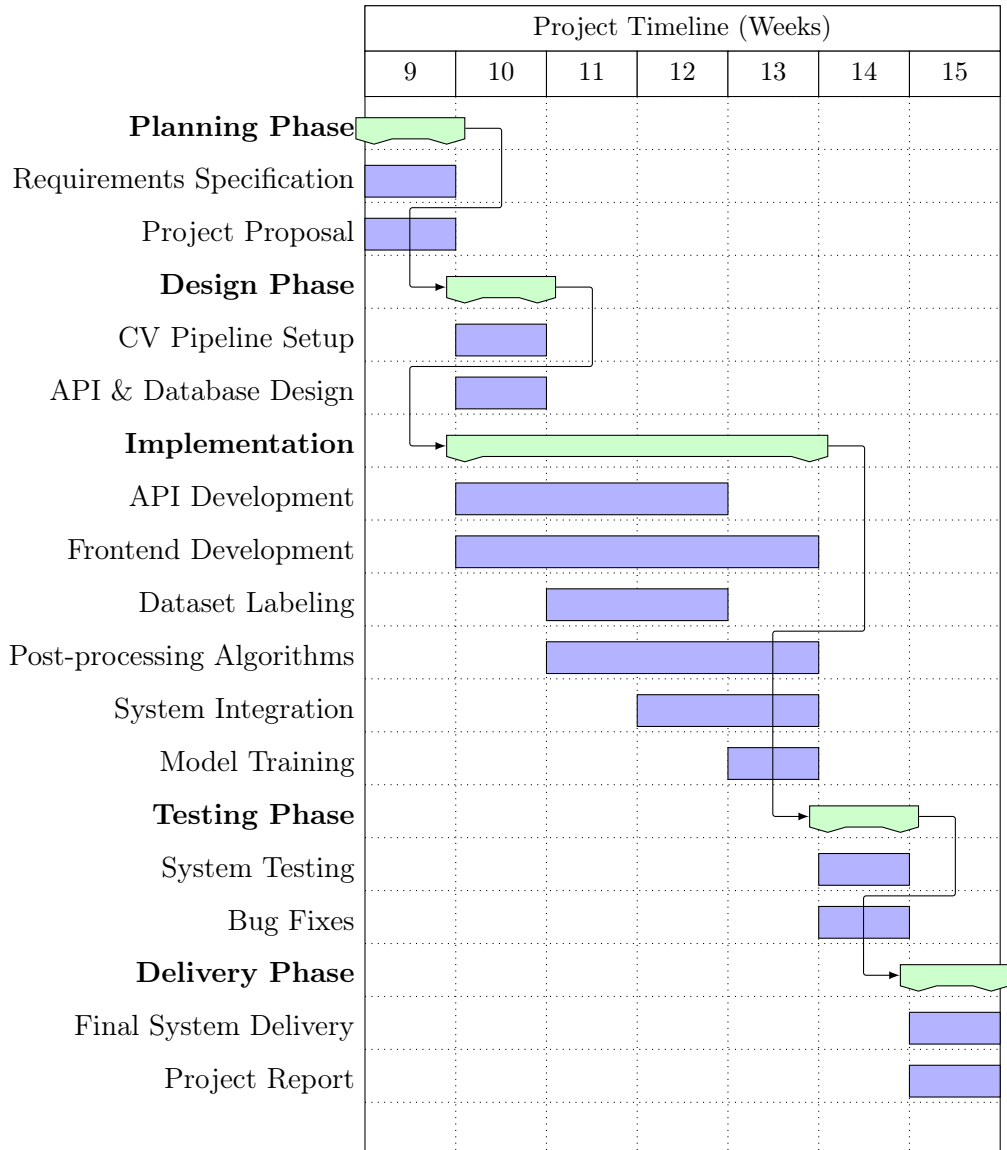 Project Timeline (Weeks)
9 10 11 12 13 14 15
Planning Phase
Requirements Specification
Project Proposal
Design Phase
CV Pipeline Setup
API & Database Design
Implementation
API Development
Frontend Development
Dataset Labeling
Post-processing Algorithms
System Integration
Model Training
Testing Phase
System Testing
Bug Fixes
Delivery Phase
Final System Delivery
Project Report